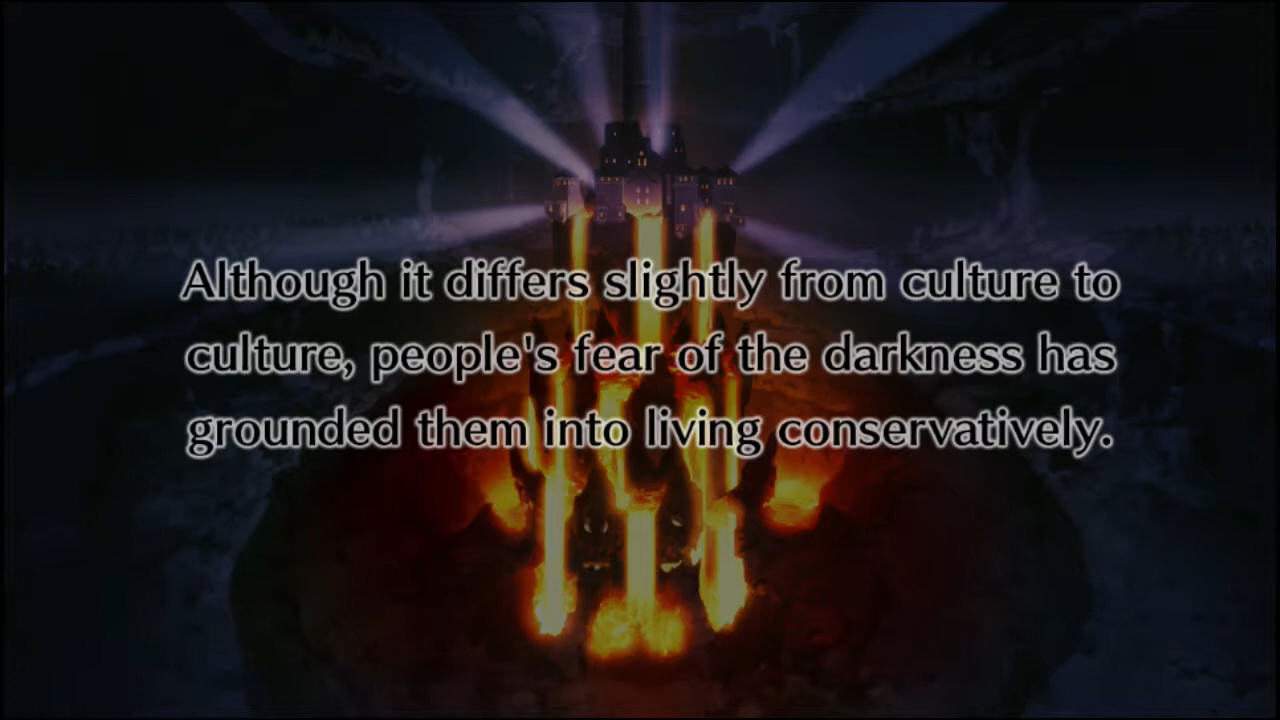 Although it differs slightly from culture to
culture, people's fear of the darkness has
grounded them into living conservatively.